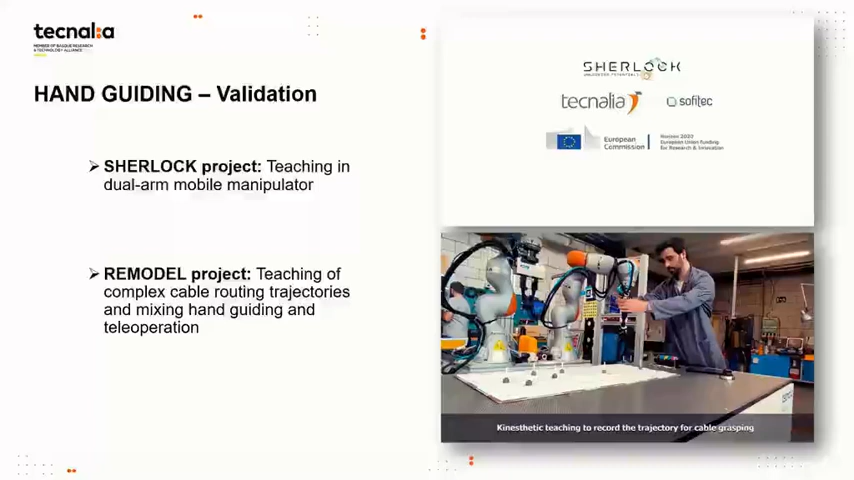 tecnalia
MEMBER OF BASQUE RESEARCH
& TECHNOLOGY ALLIANCE
HAND GUIDING – Validation
SHERLOCK project: Teaching in
dual-arm mobile manipulator
REMODEL project: Teaching of
complex cable routing trajectories
and mixing hand guiding and
teleoperation
SHERLOCK
tecnalia
sofitec
European
Commission
Horizon 2020
European Union funding
for Research & Innovation
Kinesthetic teaching to record the trajectory for cable grasping